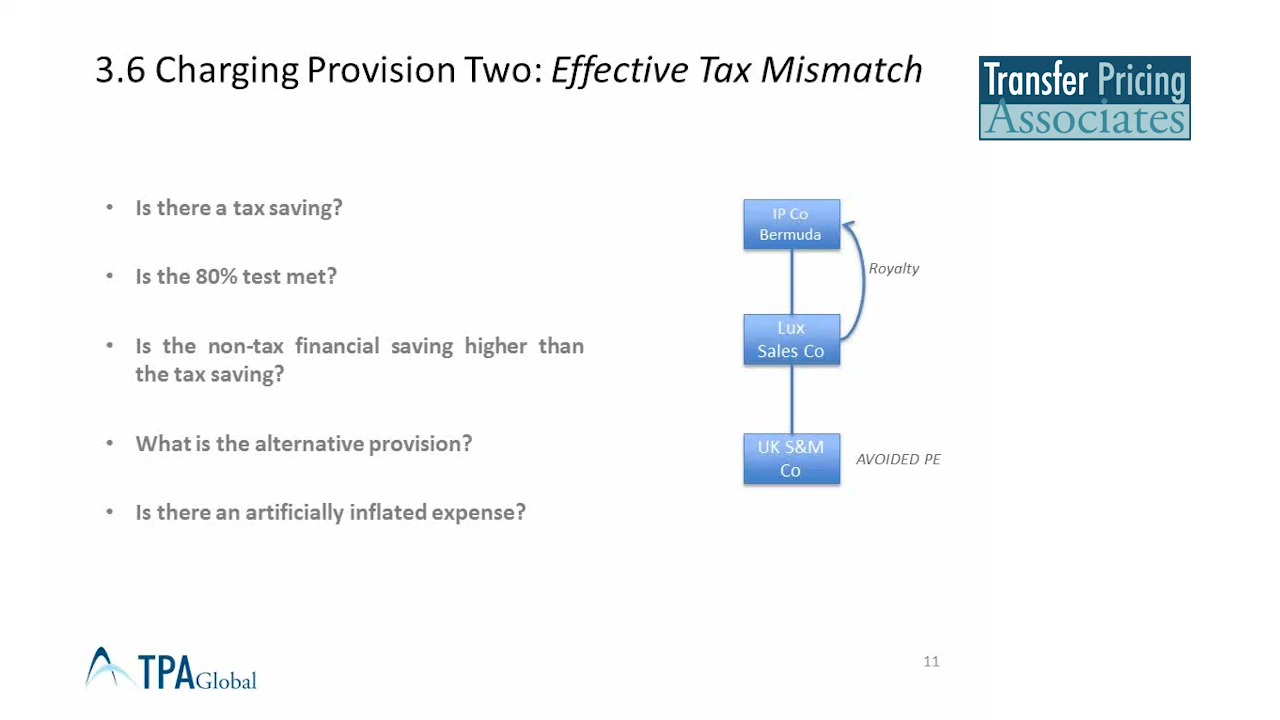 3.6 Charging Provision Two: Effective Tax Mismatch
Transfer Pricing
Associates
• Is there a tax saving?
• Is the 80% test met?
• Is the non-tax financial saving higher than
the tax saving?
• What is the alternative provision?
• Is there an artificially inflated expense?
IP Co
Bermuda
Royalty
Lux
Sales Co
UK S&M
Co
AVOIDED PE
TPA Global
11